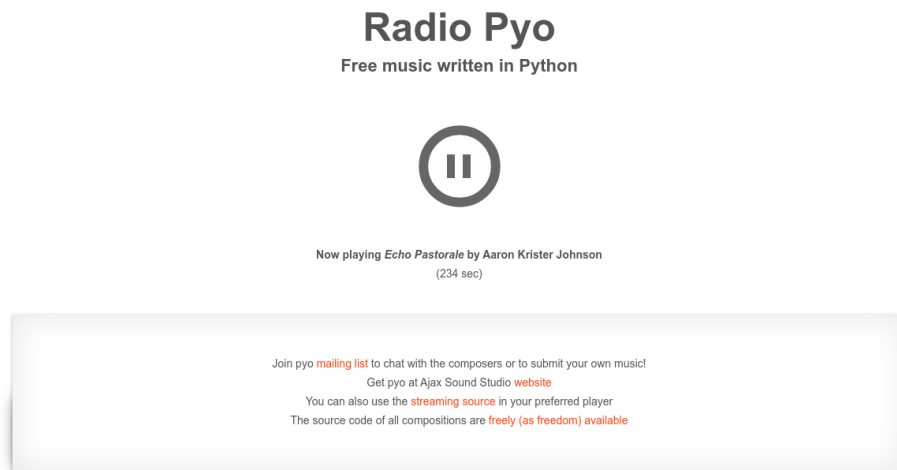 Radio Pyo
Free music written in Python
Now playing Echo Pastorale by Aaron Krister Johnson
(234 sec)
Join pyo mailing list to chat with the composers or to submit your own music!
Get pyo at Ajax Sound Studio website
You can also use the streaming source in your preferred player
The source code of all compositions are freely (as freedom) available